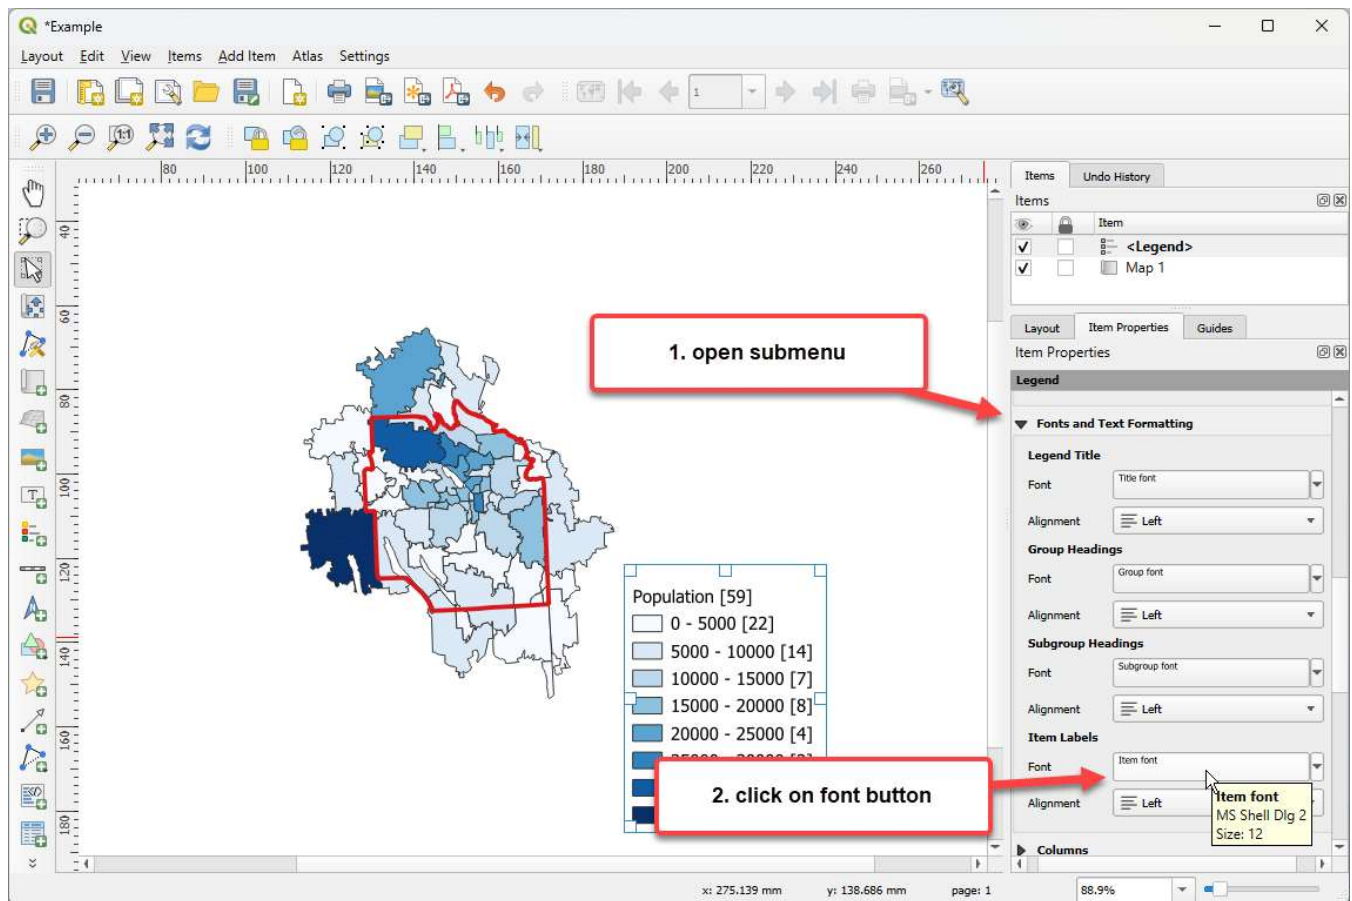 *Example
Layout Edit View Items Add Item Atlas Settings
1
1:1
80 100 120 140 160 180 200 220 240 260
40
60
80
100
120
140
160
180
Items Undo History
Items
Item
<Legend>
Map 1
Layout Item Properties Guides
Item Properties
Legend
Fonts and Text Formatting
Legend Title
Font Title font
Alignment Left
Group Headings
Font Group font
Alignment Left
Subgroup Headings
Font Subgroup font
Alignment Left
Item Labels
Font Item font
Alignment Left
Item font
MS Shell Dlg 2
Size: 12
Columns
1. open submenu
Population [59]
0 - 5000 [22]
5000 - 10000 [14]
10000 - 15000 [7]
15000 - 20000 [8]
20000 - 25000 [4]
2. click on font button
x: 275.139 mm y: 138.686 mm page: 1 88.9%